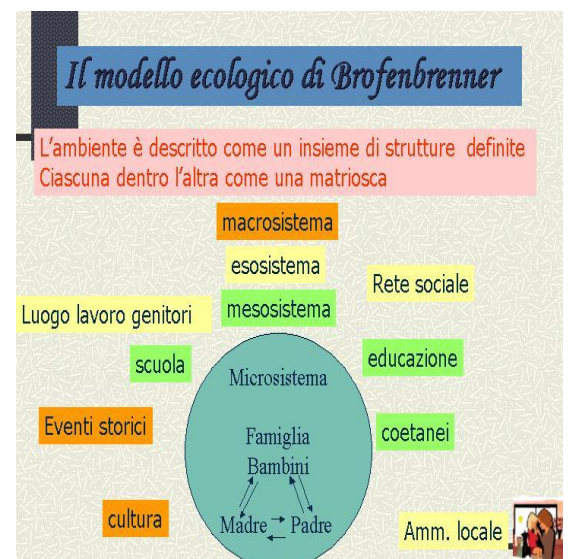 Il modello ecologico di Brofenbrenner
L'ambiente è descritto come un insieme di strutture definite
Ciascuna dentro l'altra come una matriosca
macrosistema
esosistema
Rete sociale
mesosistema
Luogo lavoro genitori
scuola
educazione
Microsistema
Eventi storici
coetanei
Famiglia
Bambini
cultura
Madre
Padre
Amm. locale